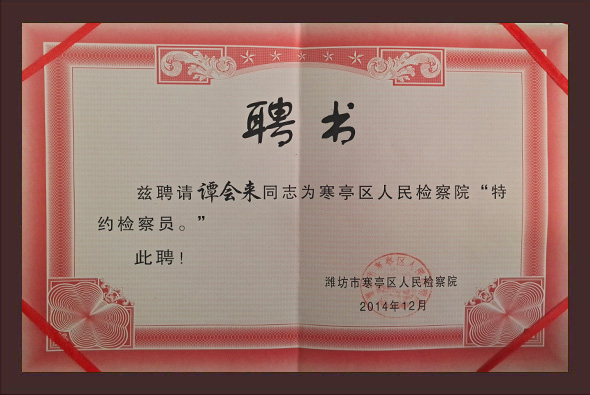 聘书
兹聘请谭会来同志为寒亭区人民检察院“特
约检察员。”
此聘！
潍坊市寒亭区人民检察院
2014年12月